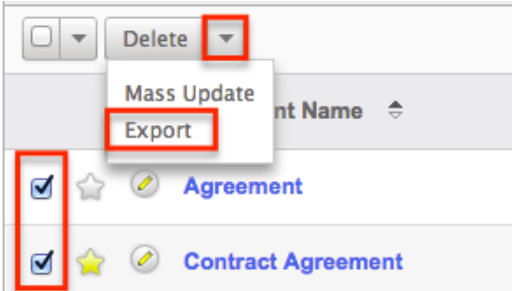 Delete
Mass Update
Export
nt Name
Agreement
Contract Agreement